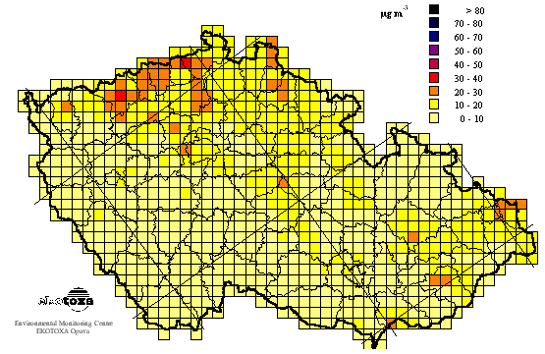 µg m-3
> 80
70 - 80
60 - 70
50 - 60
40 - 50
30 - 40
20 - 30
10 - 20
0 - 10
ekotoxa
Environmental Monitoring Centre
EKOTOXA Opava